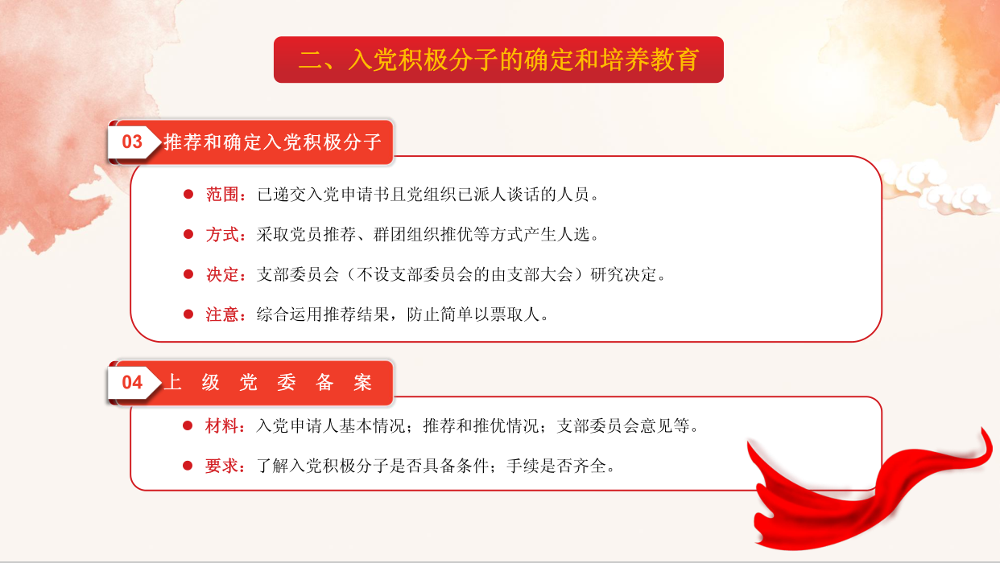 二、入党积极分子的确定和培养教育
03 推荐和确定入党积极分子
● 范围：已递交入党申请书且党组织已派人谈话的人员。
● 方式：采取党员推荐、群团组织推优等方式产生人选。
● 决定：支部委员会（不设支部委员会的由支部大会）研究决定。
● 注意：综合运用推荐结果，防止简单以票取人。
04 上级党委备案
● 材料：入党申请人基本情况；推荐和推优情况；支部委员会意见等。
● 要求：了解入党积极分子是否具备条件；手续是否齐全。